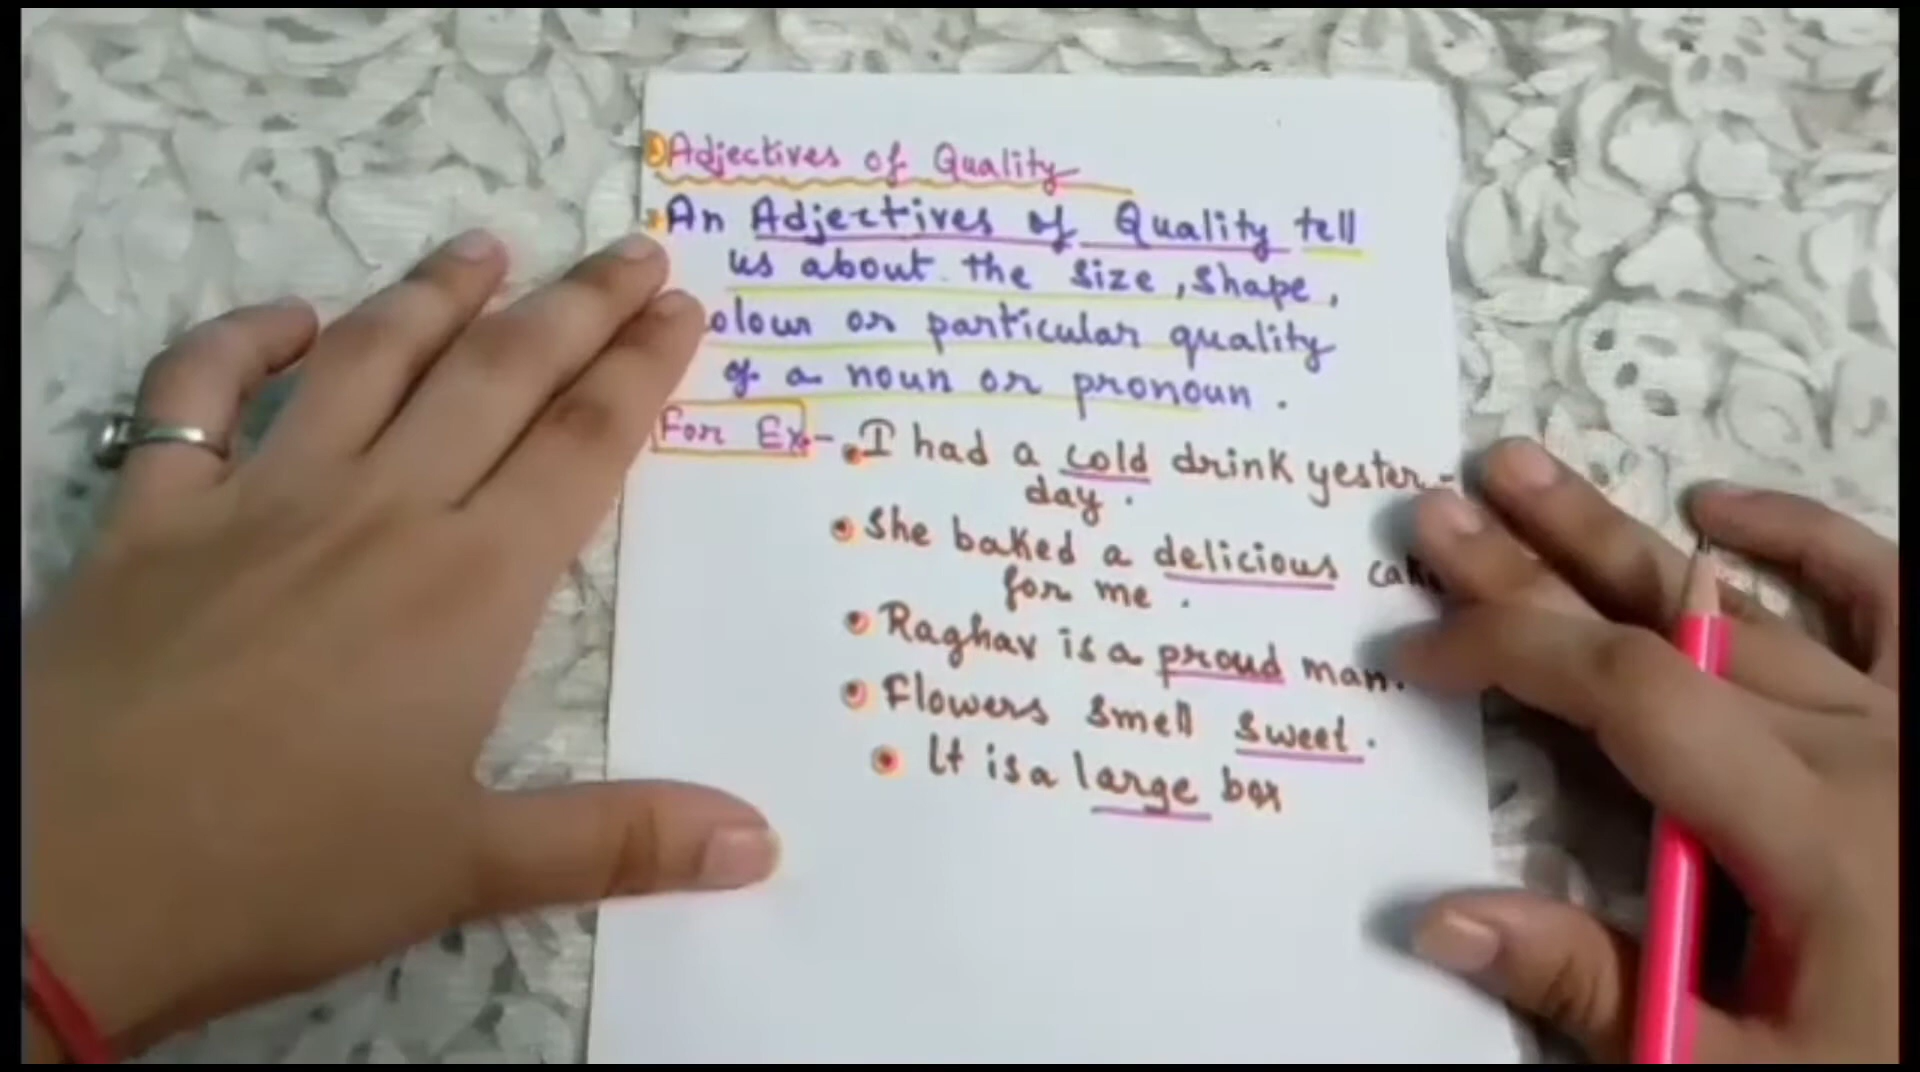 Adjectives of Quality
An Adjectives of Quality tell
us about the size, shape,
olour or particular quality
of a noun or pronoun.
For Ex.- I had a cold drink yester-
day.
She baked a delicious
for me.
Raghav is a proud man.
Flowers smell sweet.
It is a large box